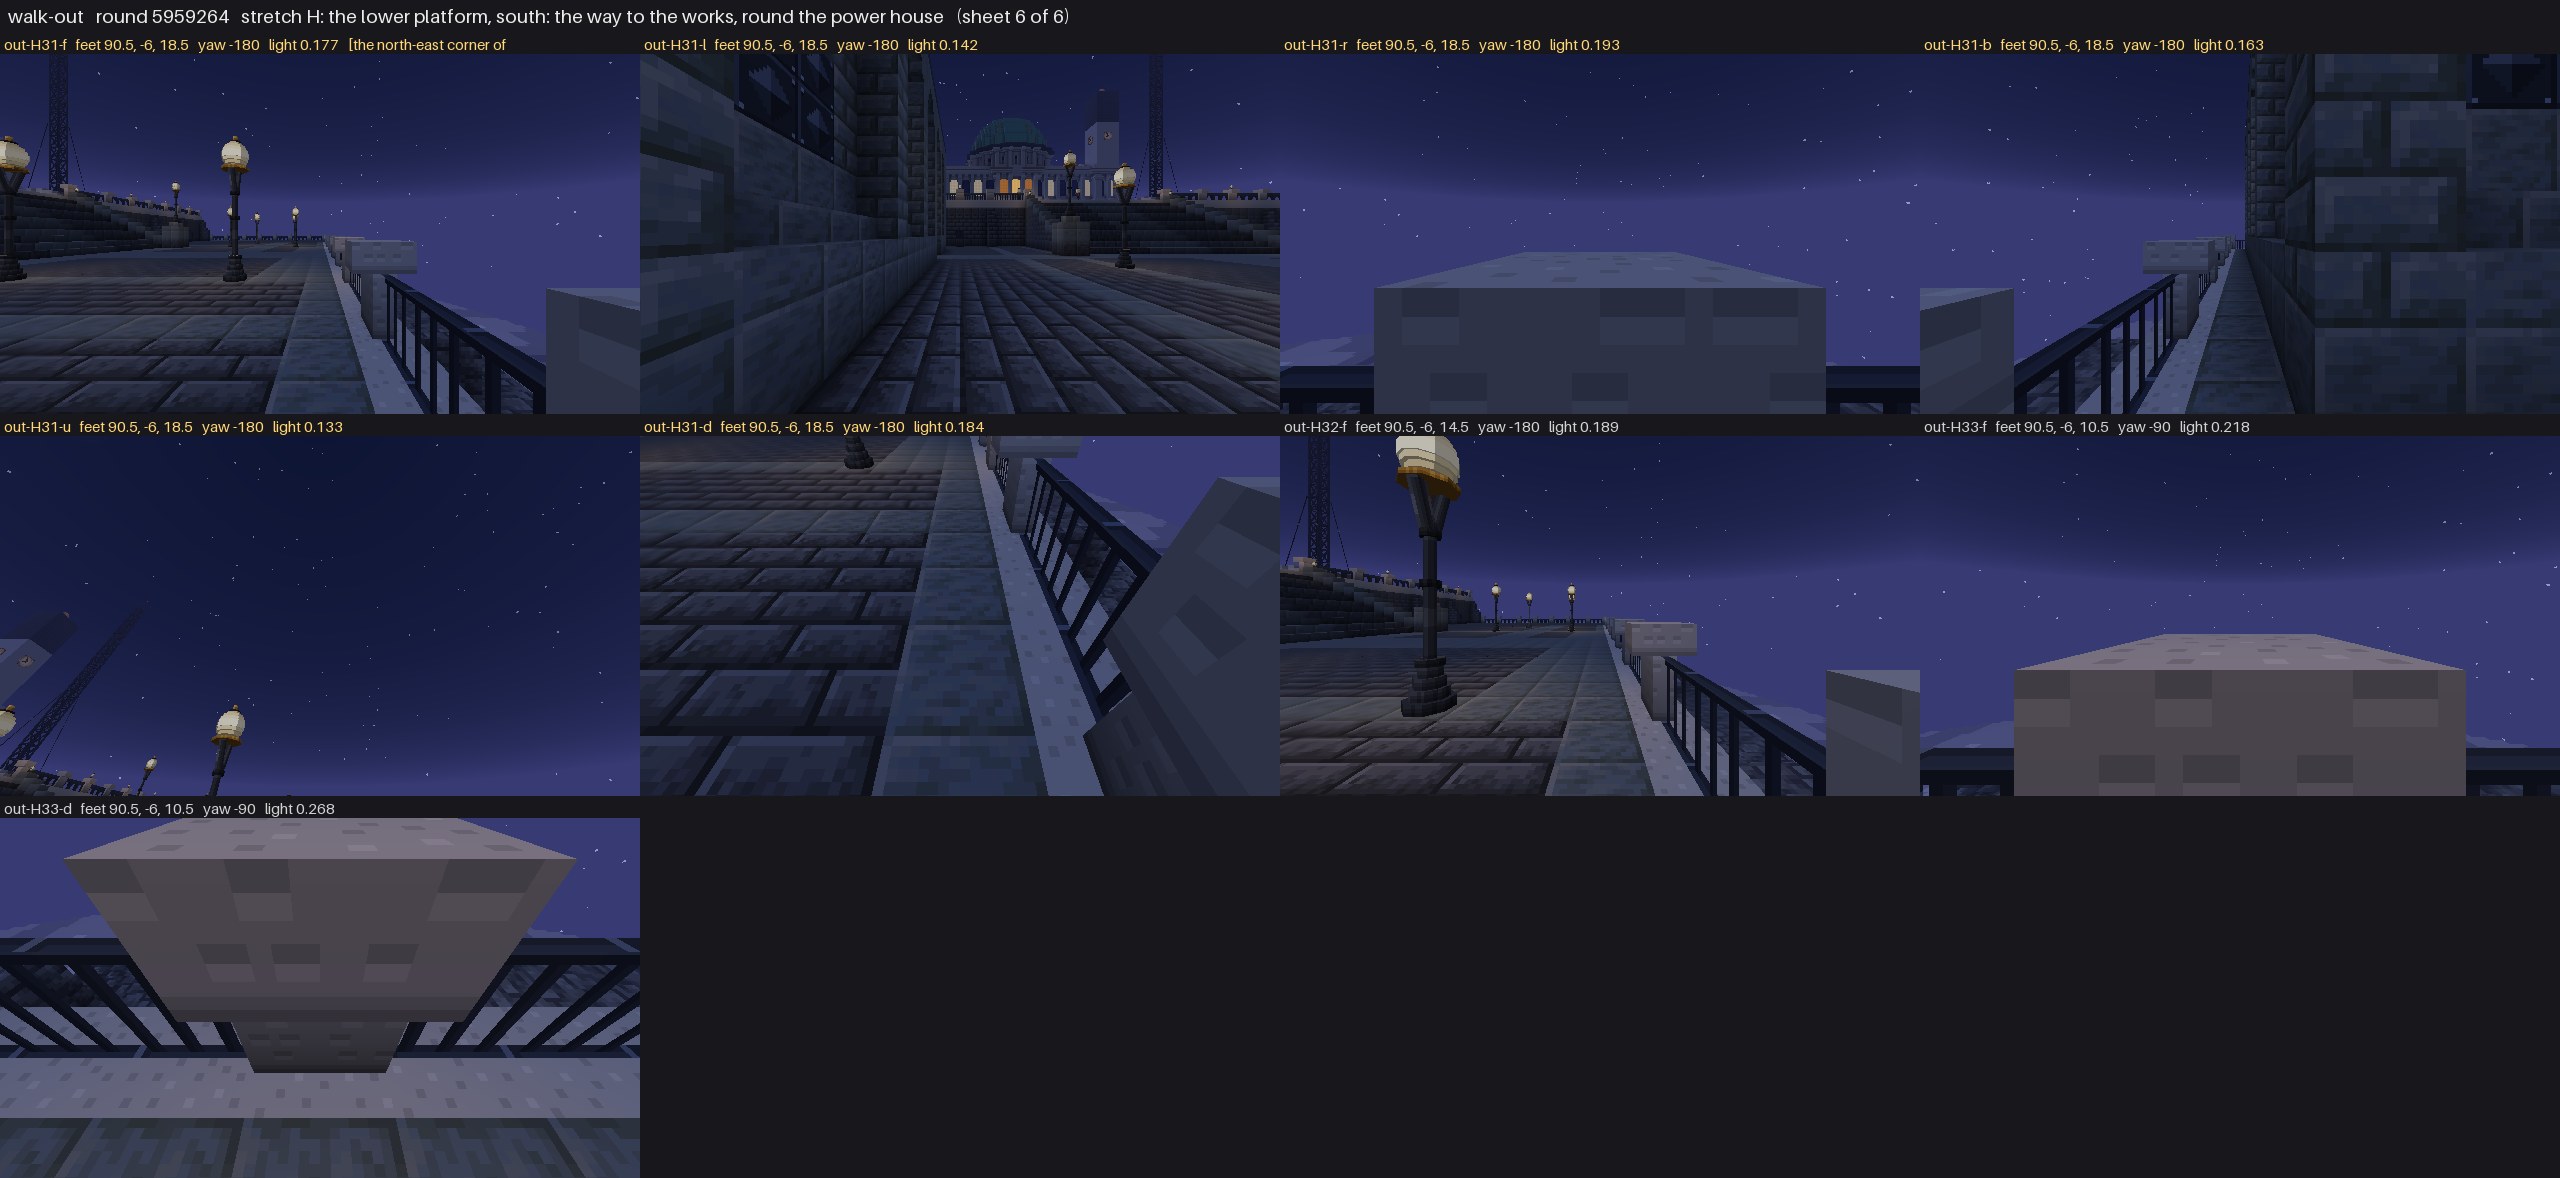 walk-out round 5959264 stretch H: the lower platform, south: the way to the works, round the power house (sheet 6 of 6)
out-H31-f feet 90.5, -6, 18.5 yaw -180 light 0.177 [the north-east corner of
out-H31-l feet 90.5, -6, 18.5 yaw -180 light 0.142
out-H31-r feet 90.5, -6, 18.5 yaw -180 light 0.193
out-H31-b feet 90.5, -6, 18.5 yaw -180 light 0.163
out-H31-u feet 90.5, -6, 18.5 yaw -180 light 0.133
out-H31-d feet 90.5, -6, 18.5 yaw -180 light 0.184
out-H32-f feet 90.5, -6, 14.5 yaw -180 light 0.189
out-H33-f feet 90.5, -6, 10.5 yaw -90 light 0.218
out-H33-d feet 90.5, -6, 10.5 yaw -90 light 0.268